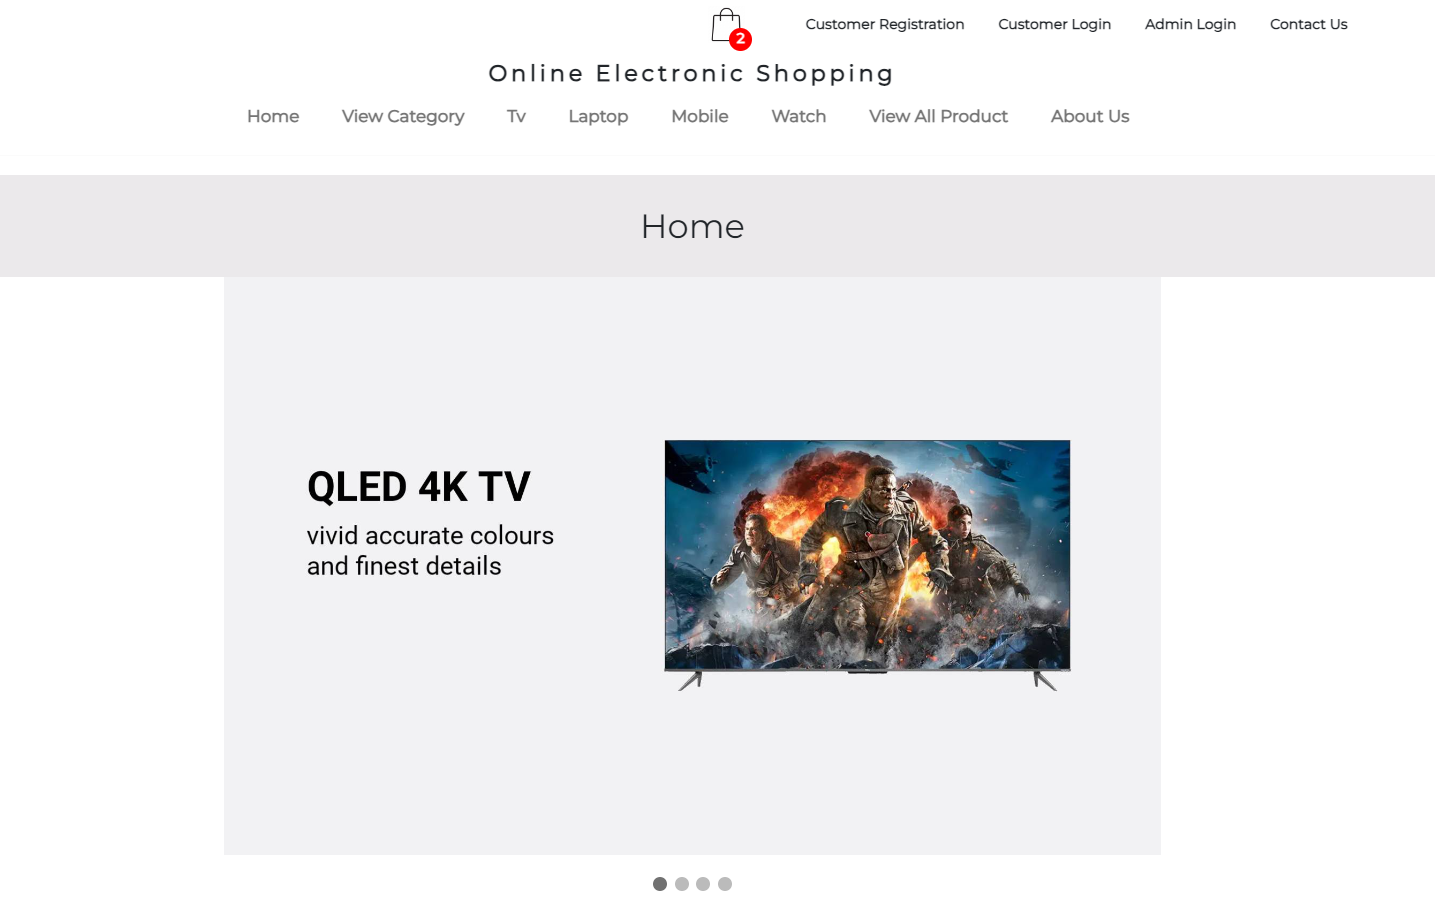 2
Customer Registration
Customer Login
Admin Login
Contact Us
Online Electronic Shopping
Home
View Category
Tv
Laptop
Mobile
Watch
View All Product
About Us
Home
QLED 4K TV
vivid accurate colours
and finest details